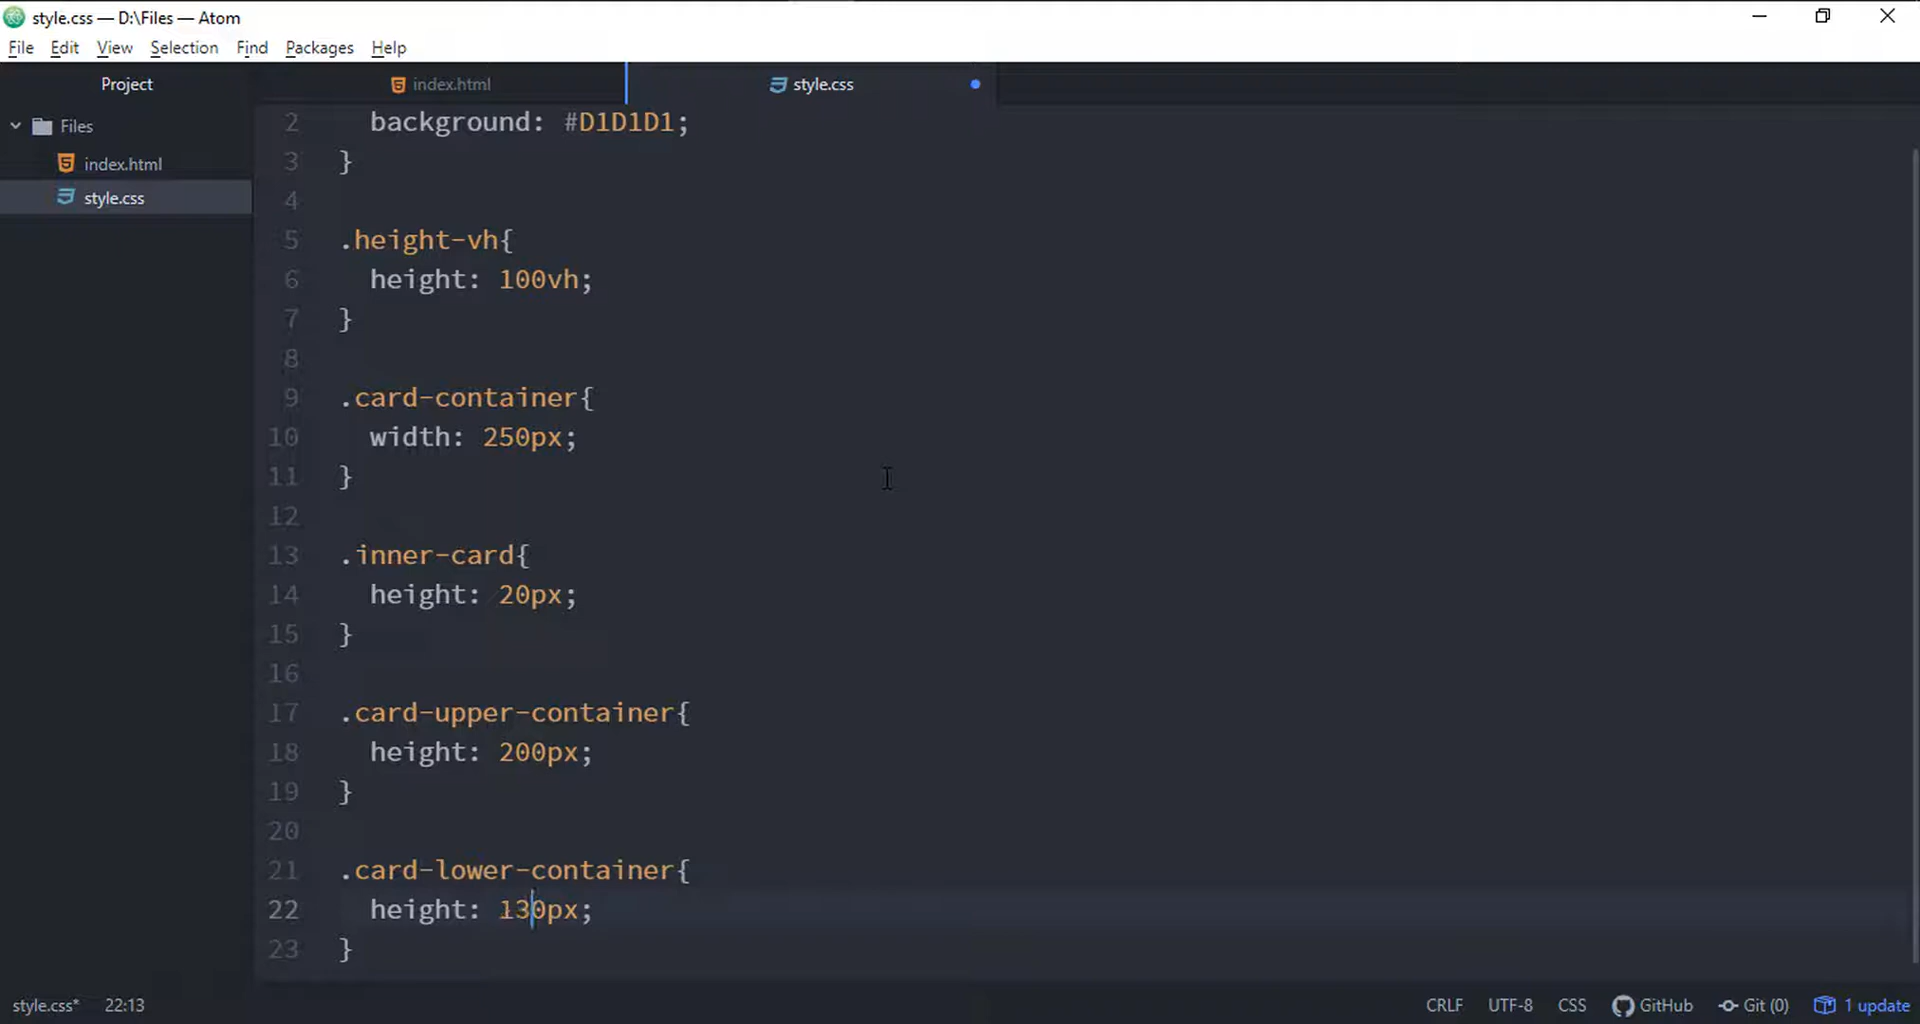 style.css — D:\Files — Atom
File Edit View Selection Find Packages Help
Project
index.html
style.css
Files
index.html
style.css
2 background: #D1D1D1;
3 }
4
5 .height-vh{
6 height: 100vh;
7 }
8
9 .card-container{
10 width: 250px;
11 }
12
13 .inner-card{
14 height: 20px;
15 }
16
17 .card-upper-container{
18 height: 200px;
19 }
20
21 .card-lower-container{
22 height: 130px;
23 }
style.css* 22:13 CRLF UTF-8 CSS GitHub Git (0) 1 update